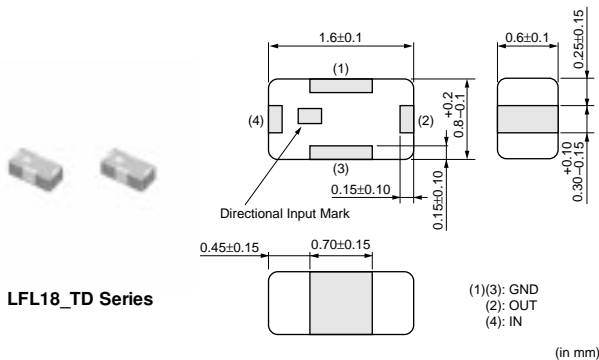 1.6±0.1
0.6±0.1
0.25±0.15
(1)
(4)
(2)
+0.2
0.8–0.1
(3)
+0.10
0.30–0.15
0.15±0.10
0.15±0.10
Directional Input Mark
0.45±0.15
0.70±0.15
LFL18_TD Series
(1)(3): GND
(2): OUT
(4): IN
(in mm)